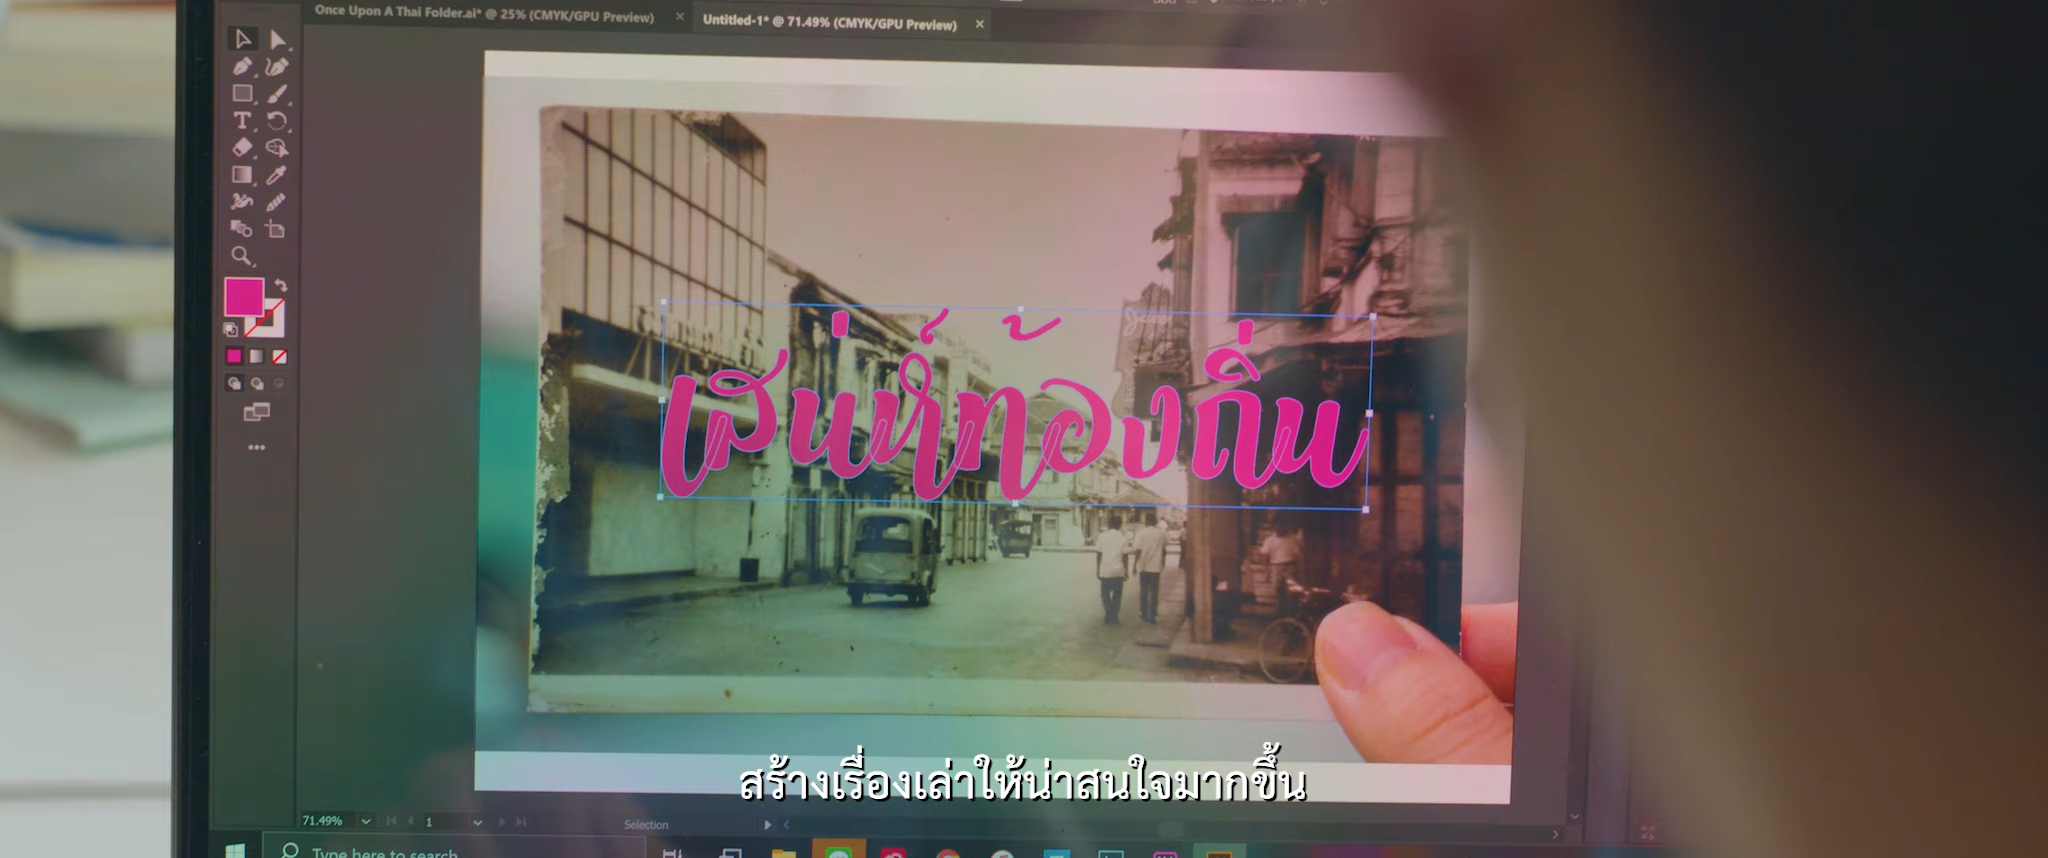 Once Upon A Thai Folder.ai* @ 25% (CMYK/GPU Preview) ×
Untitled-1* @ 71.49% (CMYK/GPU Preview) ×
เสน่ห์ท้องถิ่น
สร้างเรื่องเล่าให้น่าสนใจมากขึ้น
71.49%
1
Selection
Type here to search